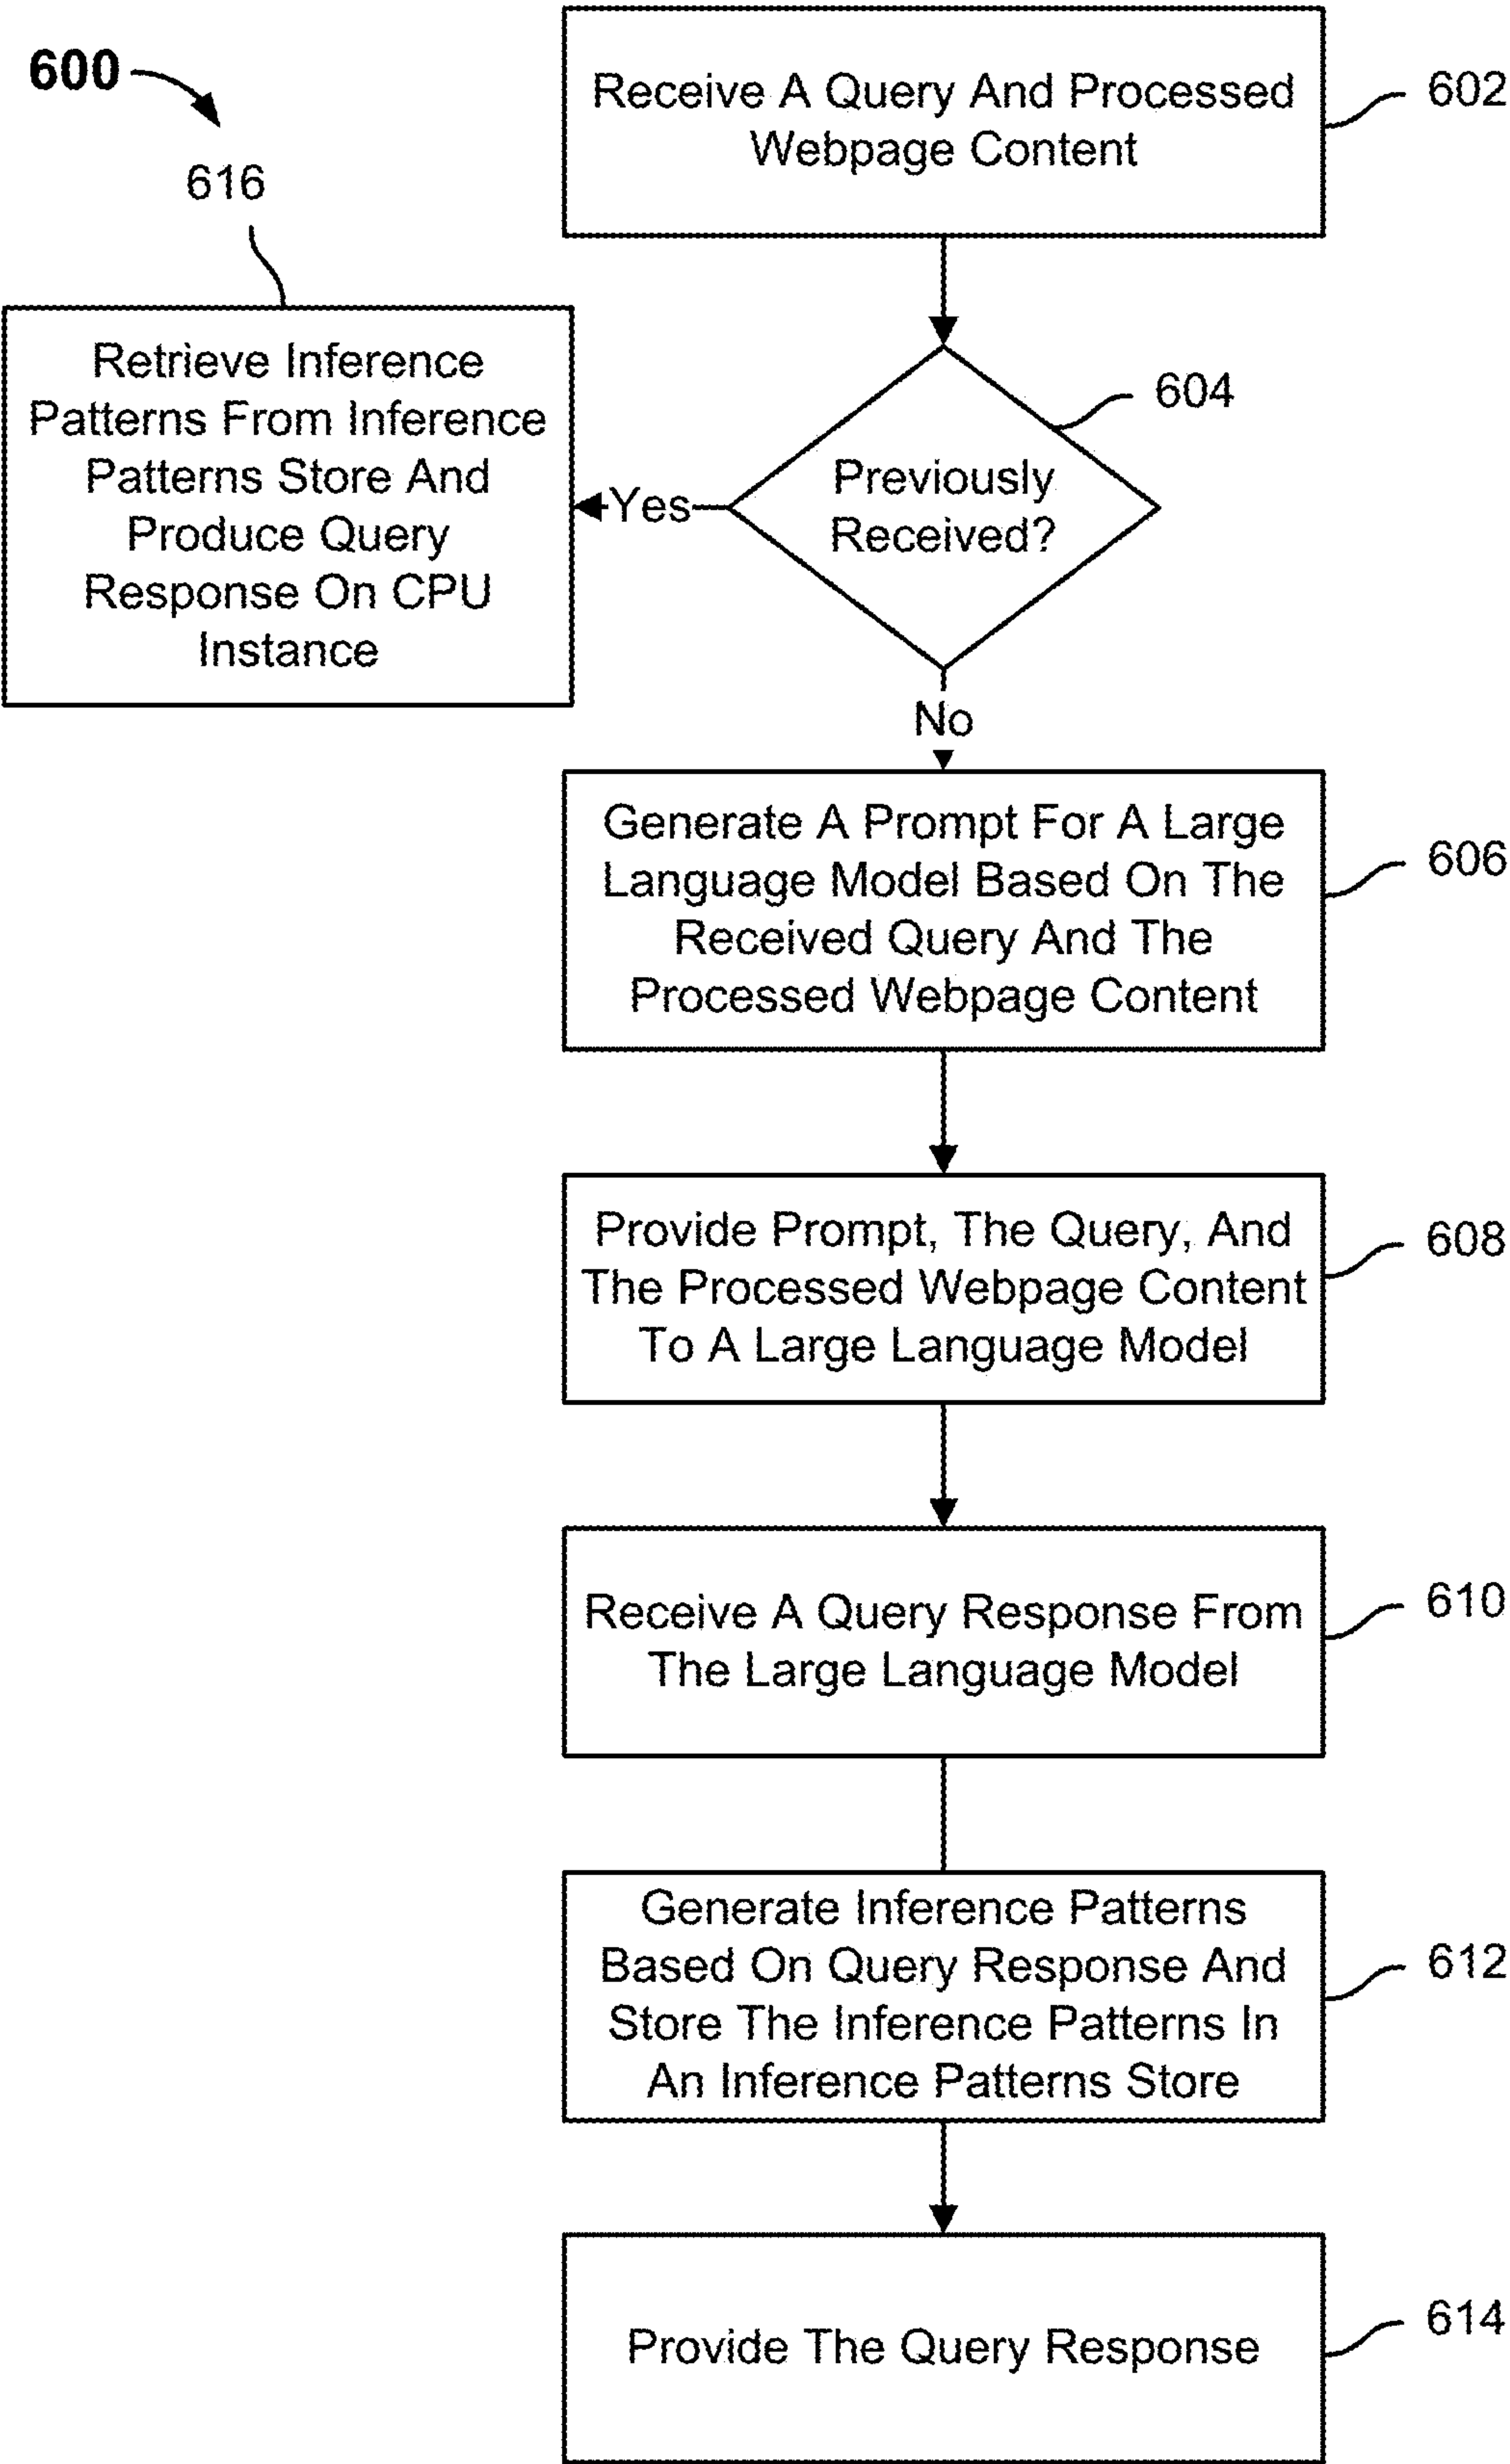 600
616
Receive A Query And Processed
Webpage Content
602
Retrieve Inference
Patterns From Inference
Patterns Store And
Produce Query
Response On CPU
Instance
Yes
Previously
Received?
604
No
Generate A Prompt For A Large
Language Model Based On The
Received Query And The
Processed Webpage Content
606
Provide Prompt, The Query, And
The Processed Webpage Content
To A Large Language Model
608
Receive A Query Response From
The Large Language Model
610
Generate Inference Patterns
Based On Query Response And
Store The Inference Patterns In
An Inference Patterns Store
612
Provide The Query Response
614